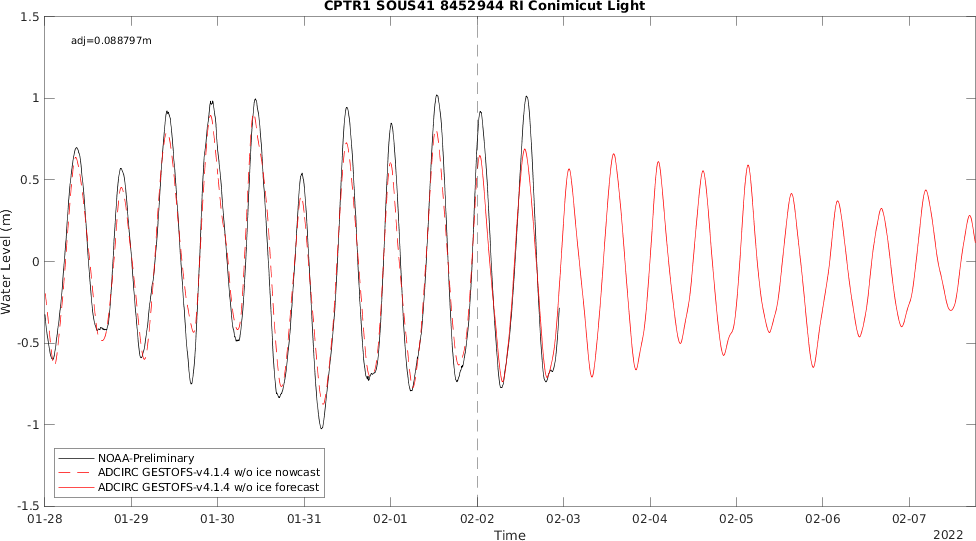 CPTR1 SOUS41 8452944 RI Conimicut Light
adj=0.088797m
1.5
1
0.5
0
-0.5
-1
-1.5
Water Level (m)
NOAA-Preliminary
ADCIRC GESTOFS-v4.1.4 w/o ice nowcast
ADCIRC GESTOFS-v4.1.4 w/o ice forecast
01-28 01-29 01-30 01-31 02-01 02-02 02-03 02-04 02-05 02-06 02-07
Time
2022